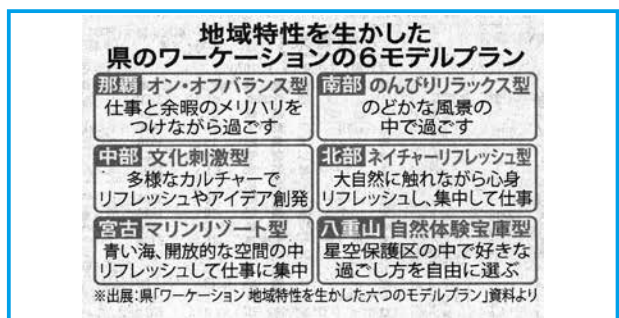 地域特性を生かした
県のワーケーションの6モデルプラン
那覇 オン・オフバランス型
仕事と余暇のメリハリを
つけながら過ごす
南部 のんびりリラックス型
のどかな風景の
中で過ごす
中部 文化刺激型
多様なカルチャーで
リフレッシュやアイデア創発
北部 ネイチャーリフレッシュ型
大自然に触れながら心身
リフレッシュし、集中して仕事
宮古 マリンリゾート型
青い海、開放的な空間の中
リフレッシュして仕事に集中
八重山 自然体験宝庫型
星空保護区の中で好きな
過ごし方を自由に選ぶ
※出展:県「ワーケーション 地域特性を生かした六つのモデルプラン」資料より